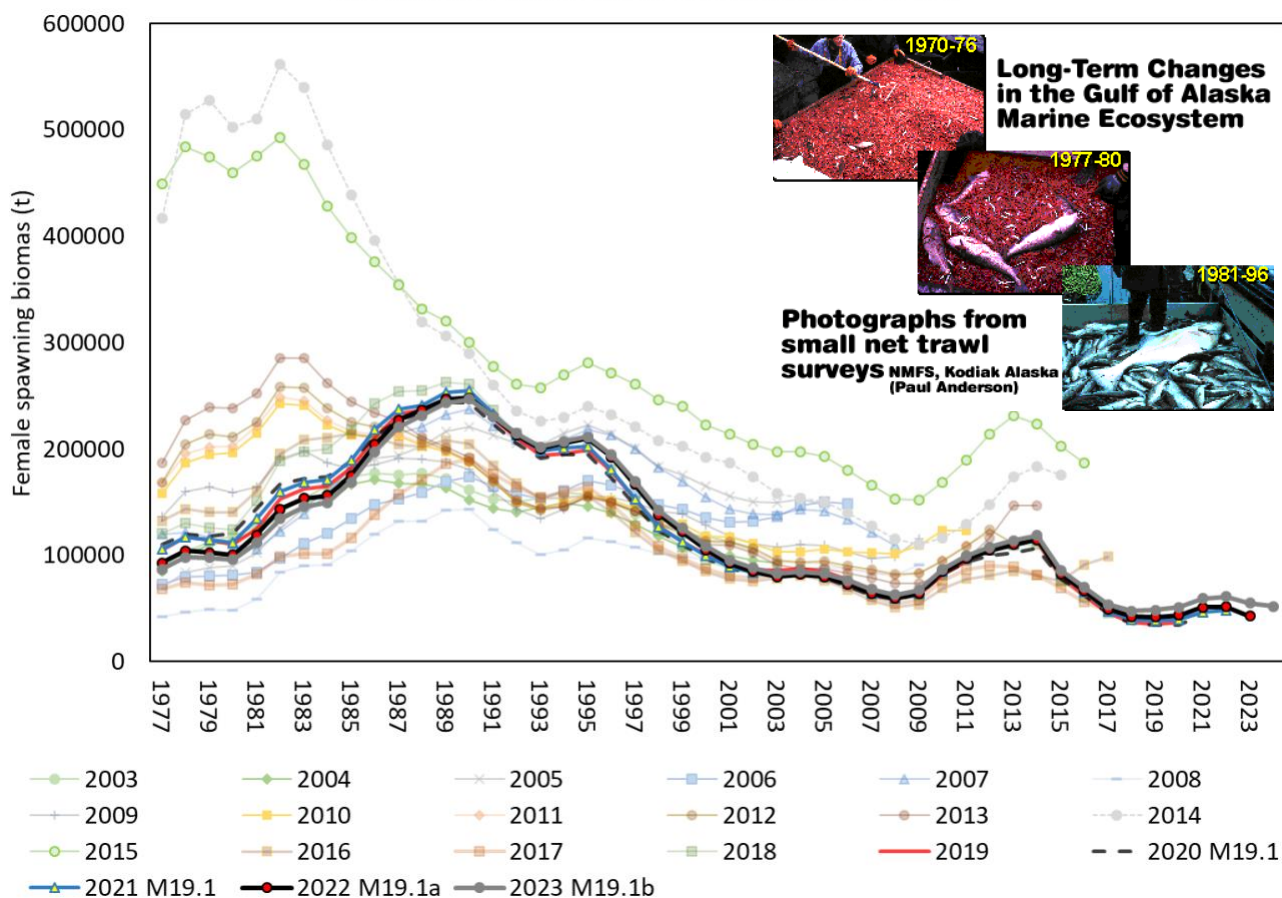 600000
500000
400000
300000
200000
100000
0
Female spawning biomas (t)
1970-76
Long-Term Changes
in the Gulf of Alaska
Marine Ecosystem
1977-80
1981-96
Photographs from
small net trawl
surveys NMFS, Kodiak Alaska
(Paul Anderson)
1977 1979 1981 1983 1985 1987 1989 1991 1993 1995 1997 1999 2001 2003 2005 2007 2009 2011 2013 2015 2017 2019 2021 2023
2003 2004 2005 2006 2007 2008
2009 2010 2011 2012 2013 2014
2015 2016 2017 2018 2019 2020 M19.1
2021 M19.1 2022 M19.1a 2023 M19.1b